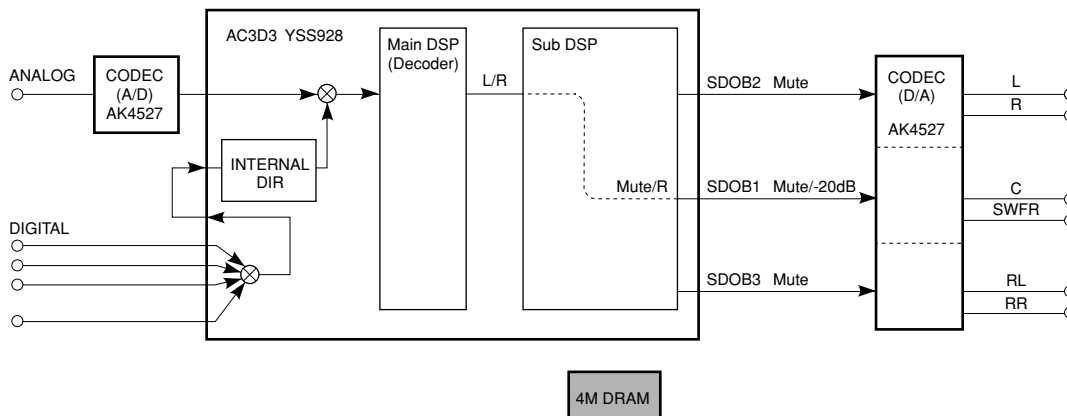 AC3D3 YSS928
Main DSP
(Decoder)
Sub DSP
ANALOG
CODEC
(A/D)
AK4527
L/R
SDOB2 Mute
CODEC
(D/A)
AK4527
L
R
INTERNAL
DIR
Mute/R
SDOB1 Mute/-20dB
C
SWFR
DIGITAL
SDOB3 Mute
RL
RR
4M DRAM